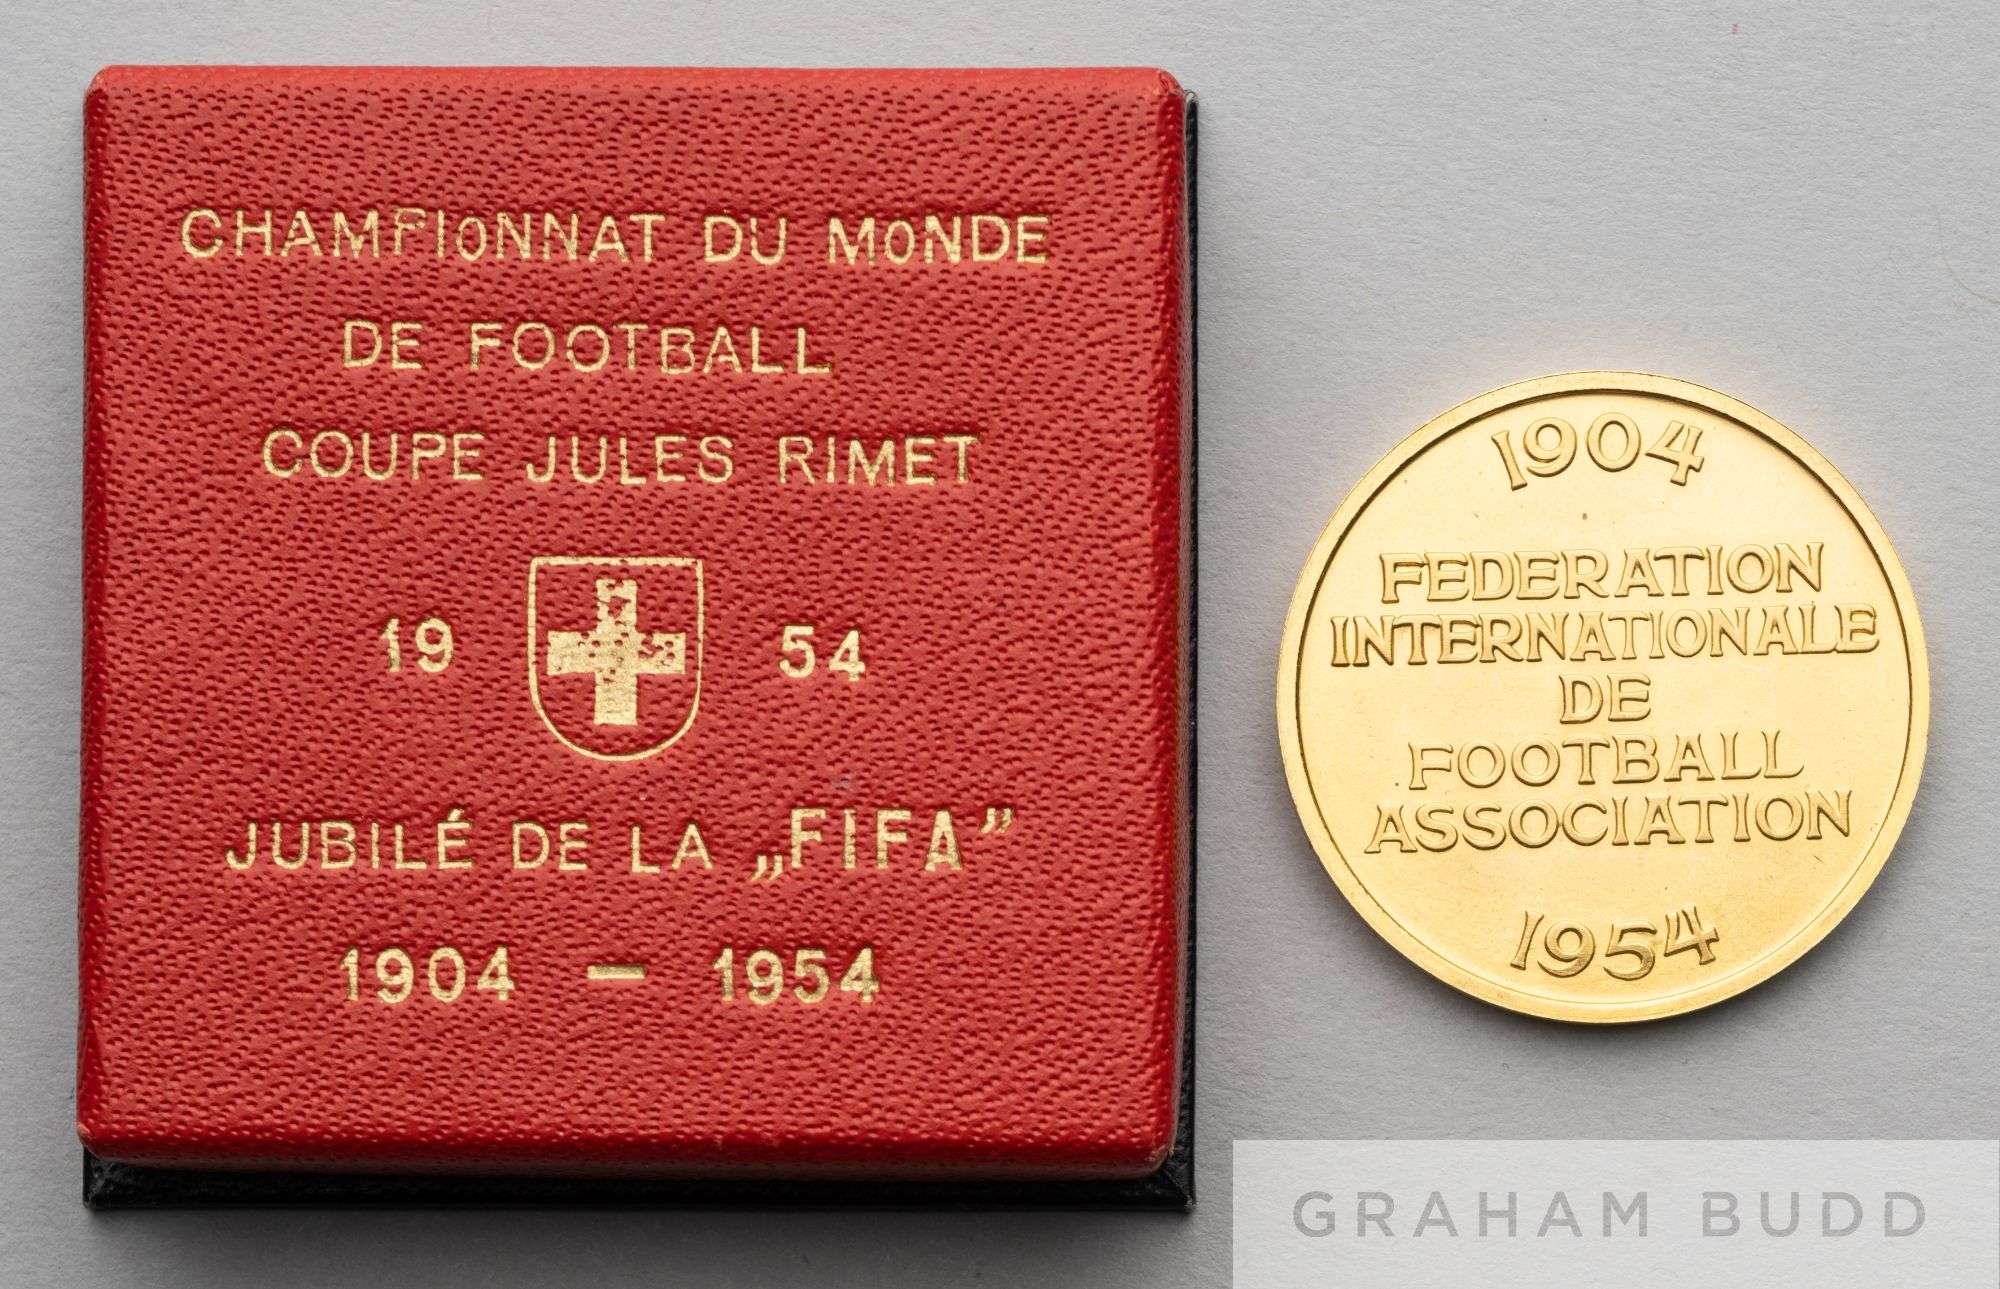 CHAMPIONNAT DU MONDE
DE FOOTBALL
COUPE JULES RIMET
19 54
JUBILÉ DE LA „FIFA”
1904 – 1954
1904
FEDERATION
INTERNATIONALE
DE
FOOTBALL
ASSOCIATION
1954
GRAHAM BUDD